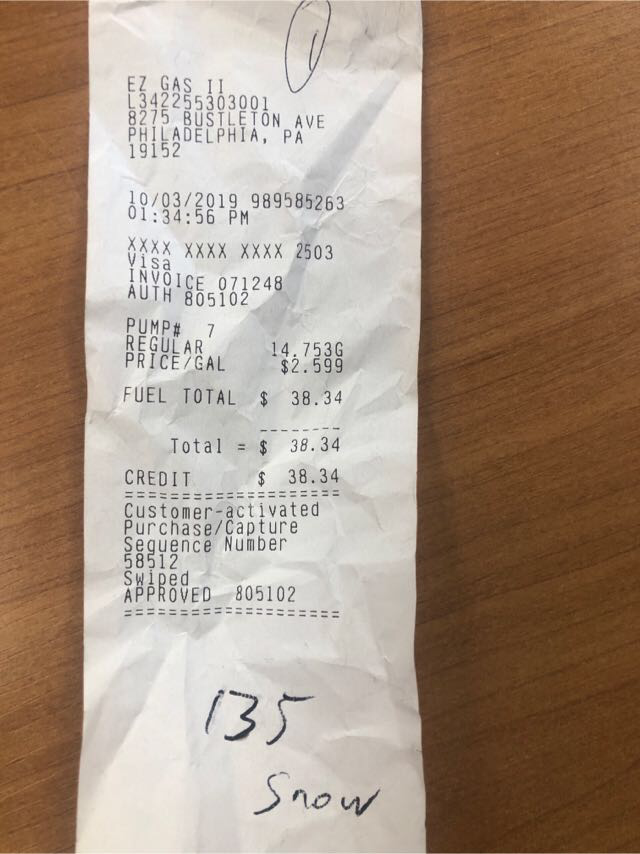 1
EZ GAS II
L342255303001
8275 BUSTLETON AVE
PHILADELPHIA, PA
19152
10/03/2019 989585263
01:34:56 PM
XXXX XXXX XXXX 2503
Visa
INVOICE 071248
AUTH 805102
PUMP# 7
REGULAR 14.753G
PRICE/GAL $2.599
FUEL TOTAL $ 38.34
--------
Total = $ 38.34
CREDIT $ 38.34
=====================
Customer-activated
Purchase/Capture
Sequence Number
58512
Swiped
APPROVED 805102
=====================
135
Snow